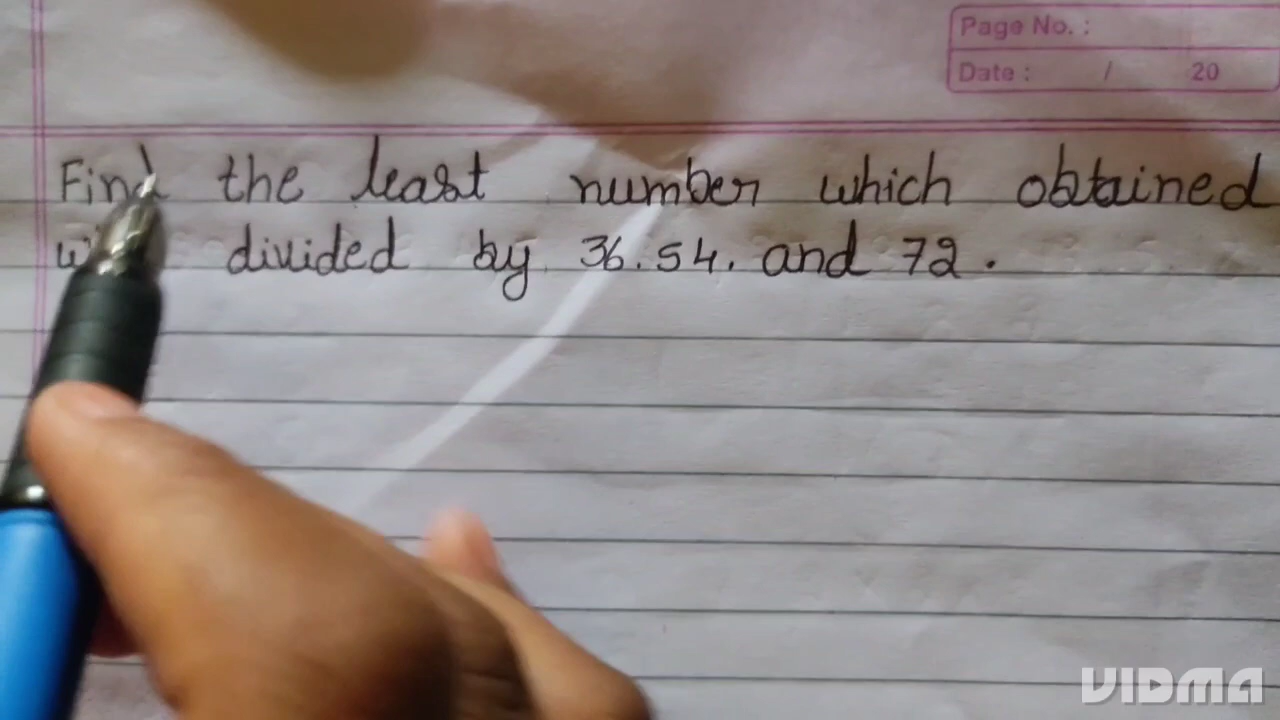 Page No. :
Date : / 20
Find the least number which obtained
divided by 36. 54. and 72.
VIDMA